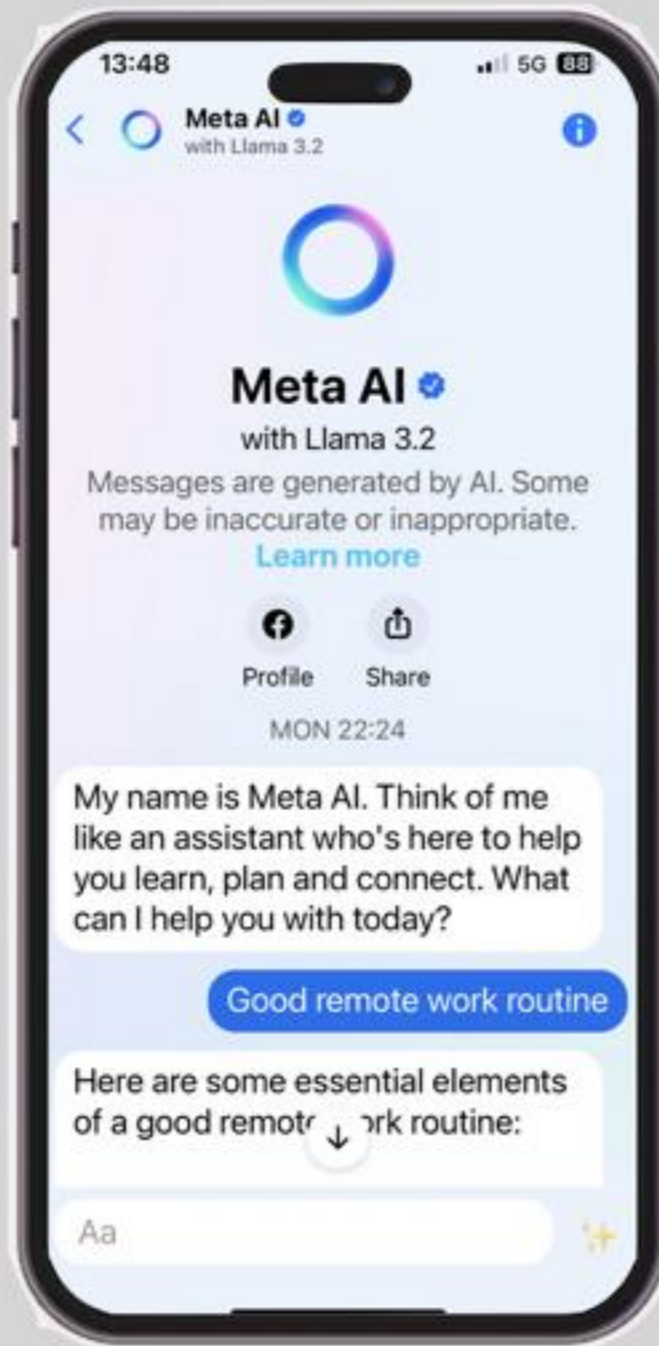 13:48
5G 88
Meta AI
with Llama 3.2
Meta AI
with Llama 3.2
Messages are generated by AI. Some
may be inaccurate or inappropriate.
Learn more
Profile Share
MON 22:24
My name is Meta AI. Think of me
like an assistant who's here to help
you learn, plan and connect. What
can I help you with today?
Good remote work routine
Here are some essential elements
of a good routine:
Aa